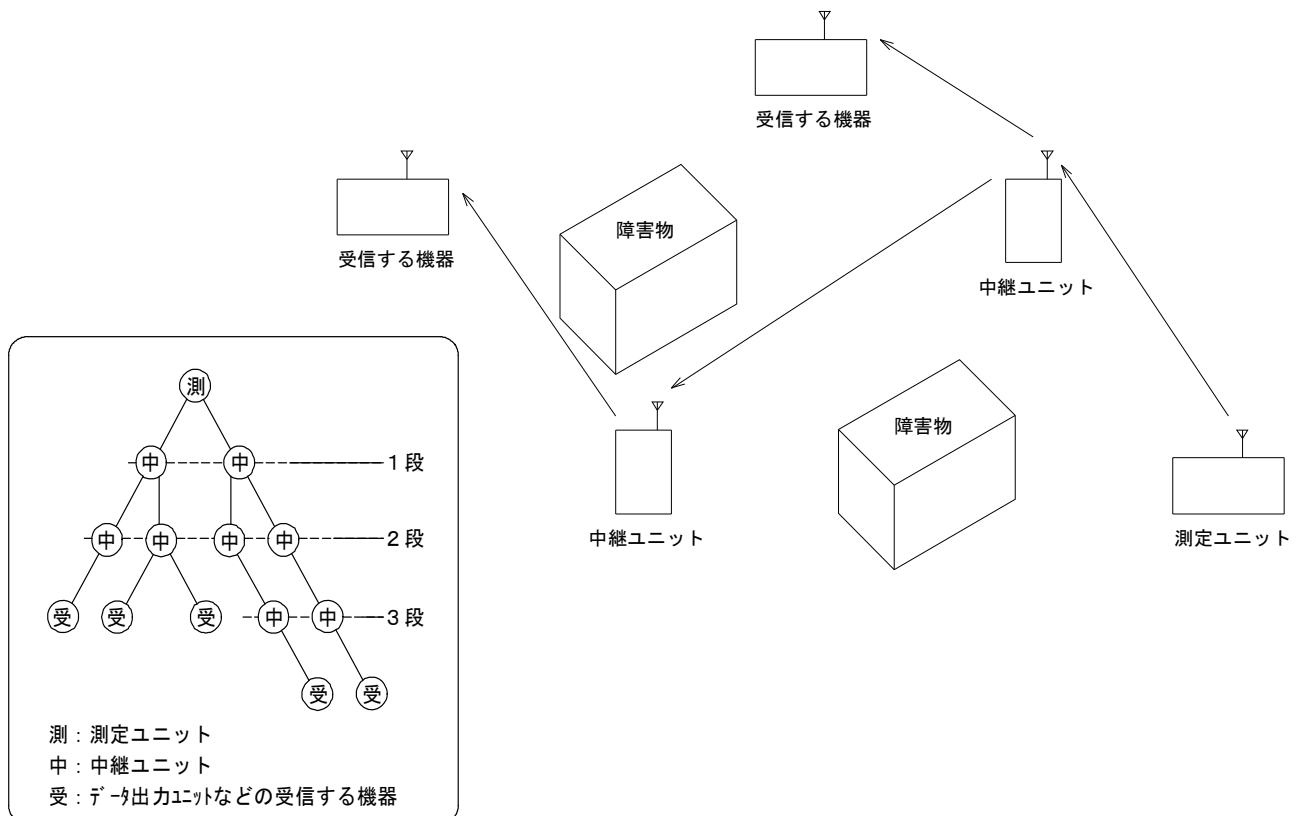 受信する機器
受信する機器
障害物
中継ユニット
障害物
中継ユニット
測定ユニット
測
中 中 1段
中 中 中 中 2段
受 受 受 中 中 3段
受 受
測：測定ユニット
中：中継ユニット
受：ﾃﾞｰﾀ出力ﾕﾆｯﾄなどの受信する機器